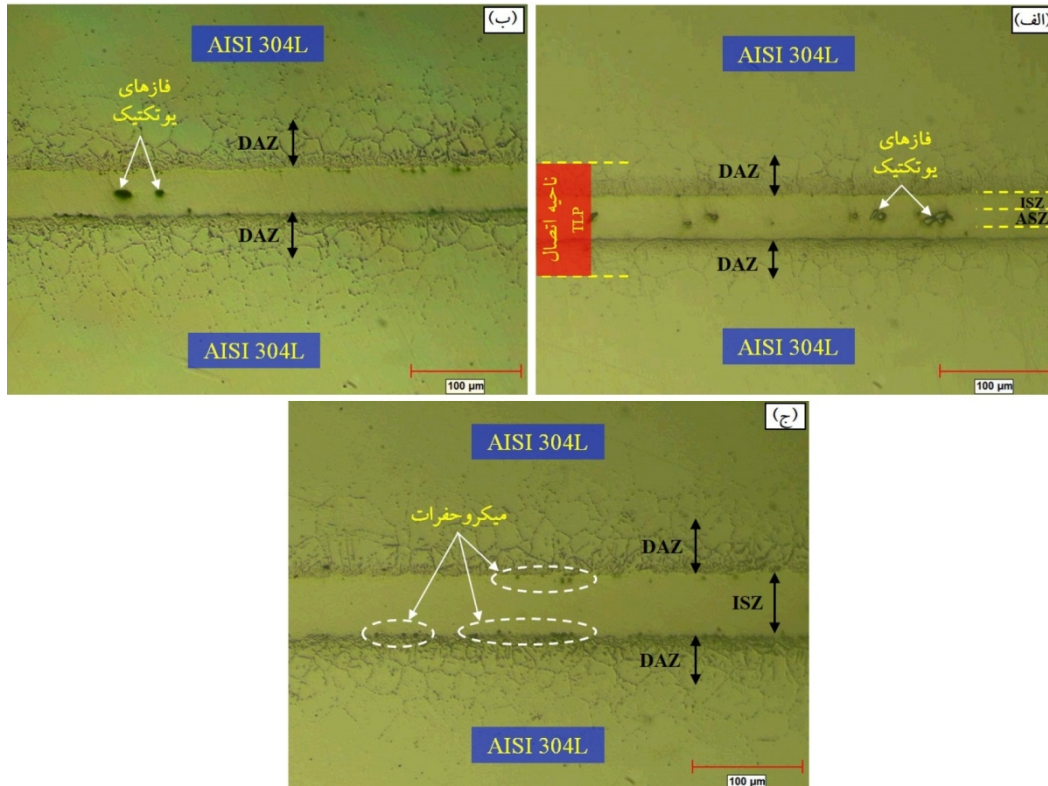 (الف)
AISI 304L
فازهای
یوتکتیک
DAZ
ISZ
ASZ
ناحیه اتصال
TLP
DAZ
AISI 304L
100 µm
(ب)
AISI 304L
فازهای
یوتکتیک
DAZ
DAZ
AISI 304L
100 µm
(ج)
AISI 304L
میکروحفرات
DAZ
ISZ
DAZ
AISI 304L
100 µm